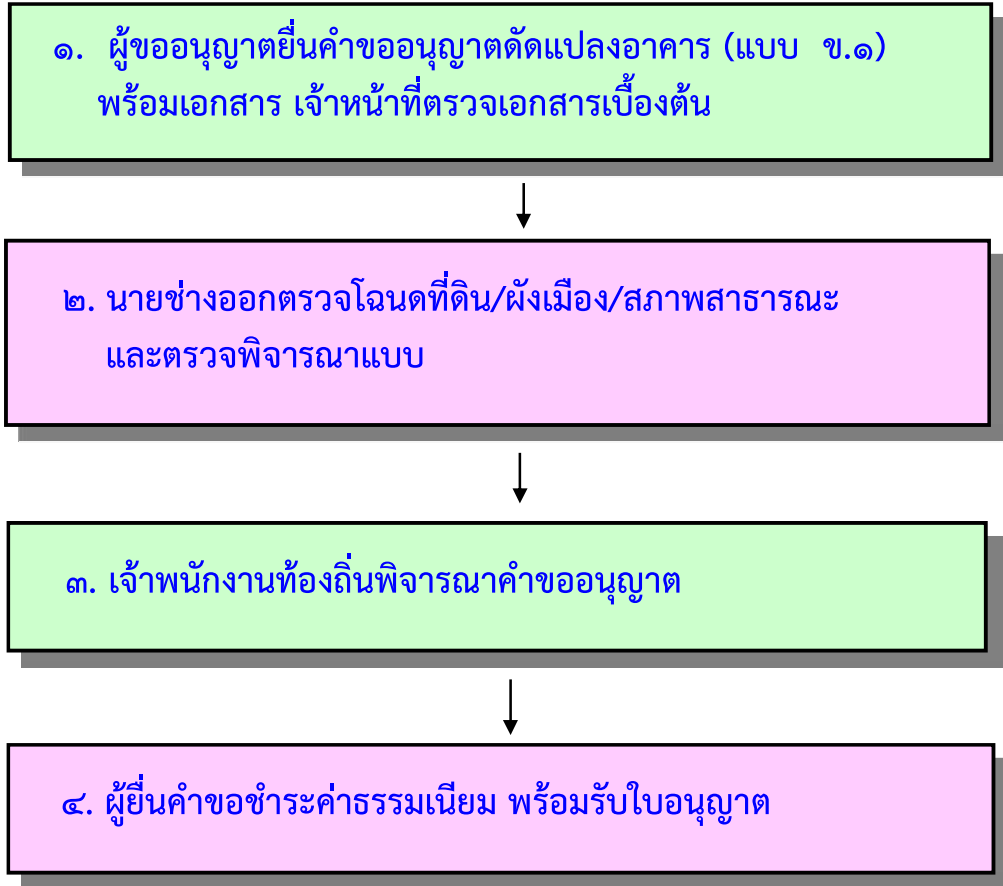 ๑. ผู้ขออนุญาตยื่นคำขออนุญาตดัดแปลงอาคาร (แบบ ข.๑)
พร้อมเอกสาร เจ้าหน้าที่ตรวจเอกสารเบื้องต้น
๒. นายช่างออกตรวจโฉนดที่ดิน/ผังเมือง/สภาพสาธารณะ
และตรวจพิจารณาแบบ
๓. เจ้าพนักงานท้องถิ่นพิจารณาคำขออนุญาต
๔. ผู้ยื่นคำขอชำระค่าธรรมเนียม พร้อมรับใบอนุญาต